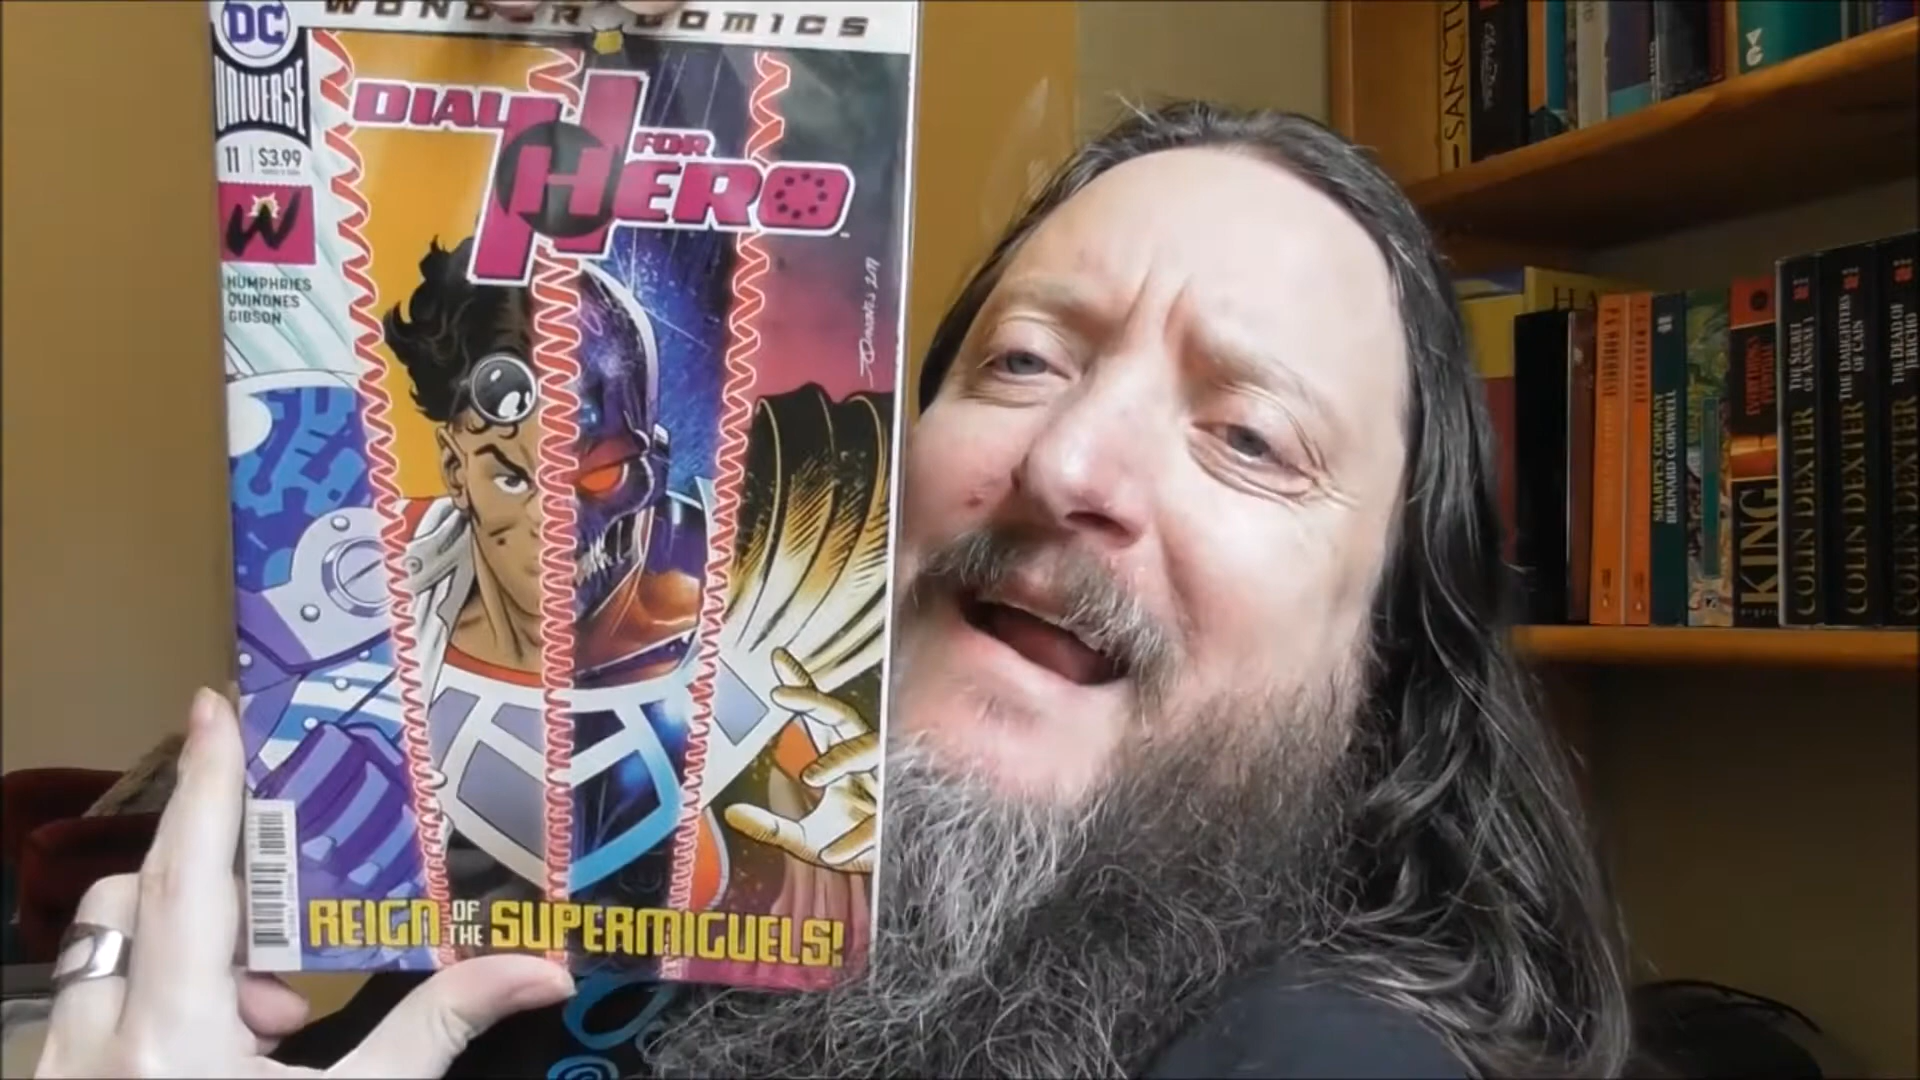 WONDER COMICS
DC
UNIVERSE
11 $3.99
W
DIAL
H
FOR
HERO
HUMPHRIES
QUINONES
GIBSON
REIGN OF THE SUPERMIGUELS!
SHARPE'S COMPANY
BERNARD CORNWELL
KING
THE SECRET OF ANNEXE 3
COLIN DEXTER
THE DAUGHTERS OF CAIN
COLIN DEXTER
THE DEAD OF JERICHO
COLIN DEXTER